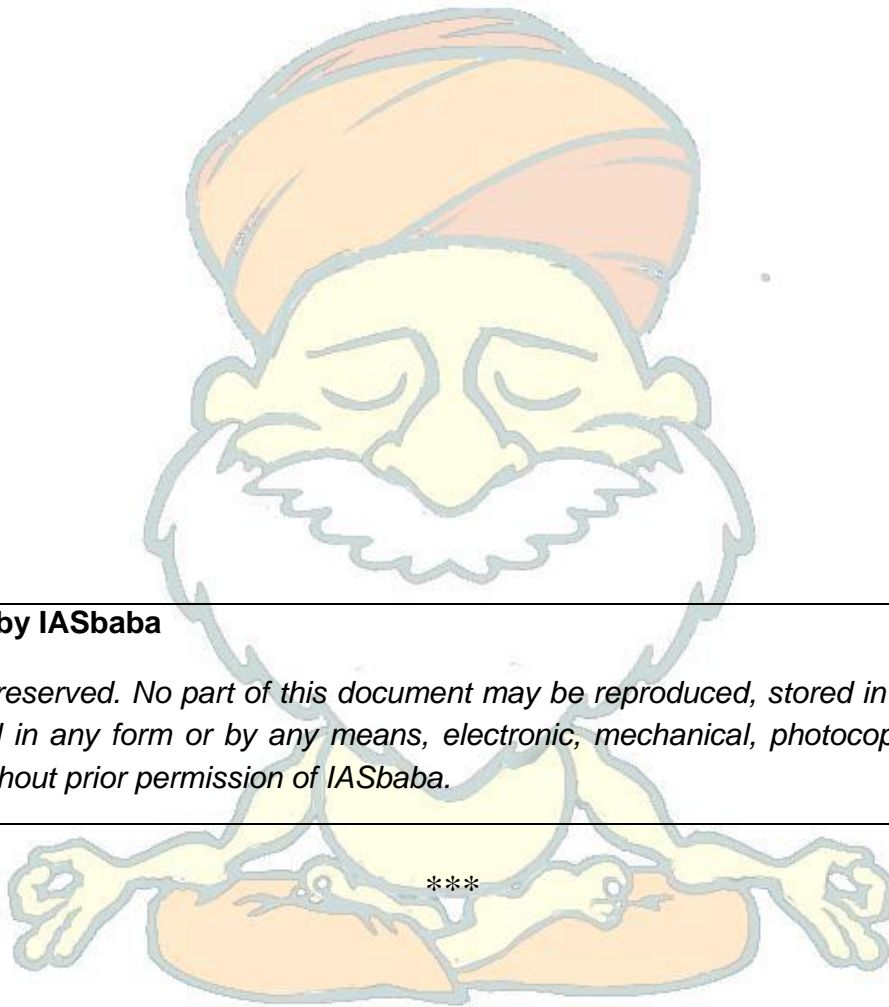 by IASbaba
reserved. No part of this document may be reproduced, stored in
in any form or by any means, electronic, mechanical, photocop
hout prior permission of IASbaba.
***